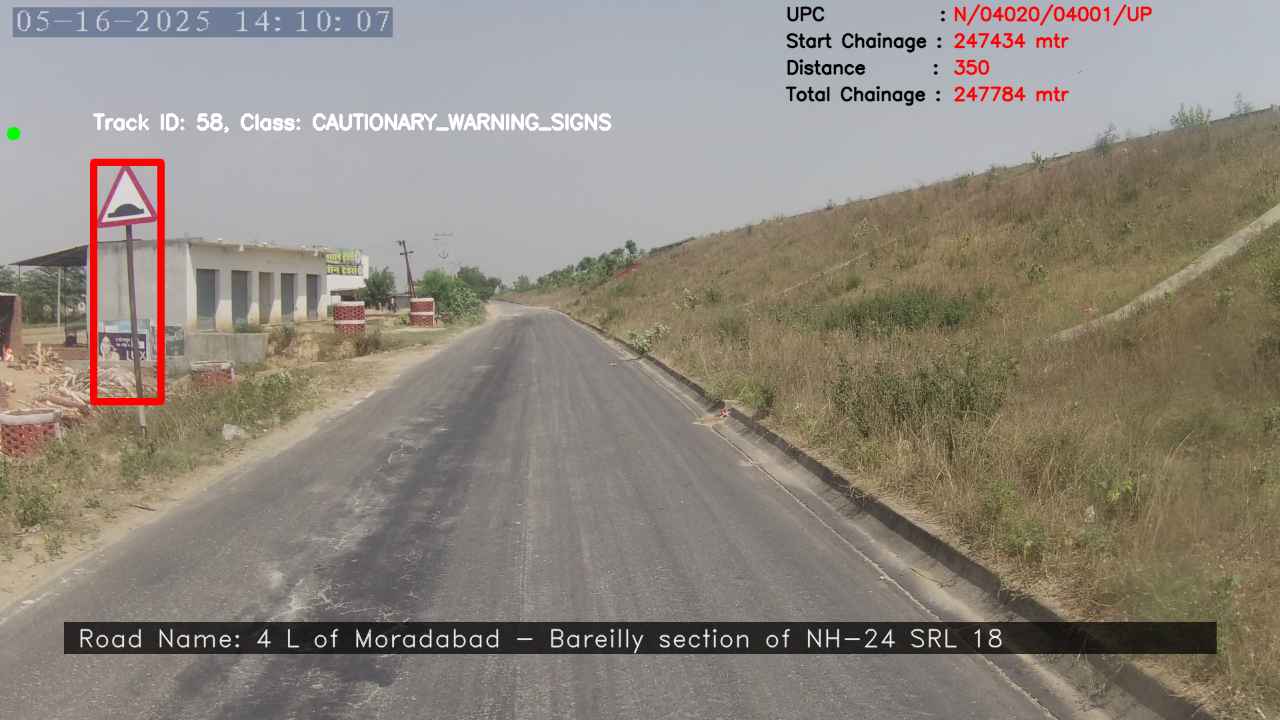 05-16-2025 14:10:07
UPC : N/04020/04001/UP
Start Chainage : 247434 mtr
Distance : 350
Total Chainage : 247784 mtr
Track ID: 58, Class: CAUTIONARY_WARNING_SIGNS
Road Name: 4 L of Moradabad - Bareilly section of NH-24 SRL 18